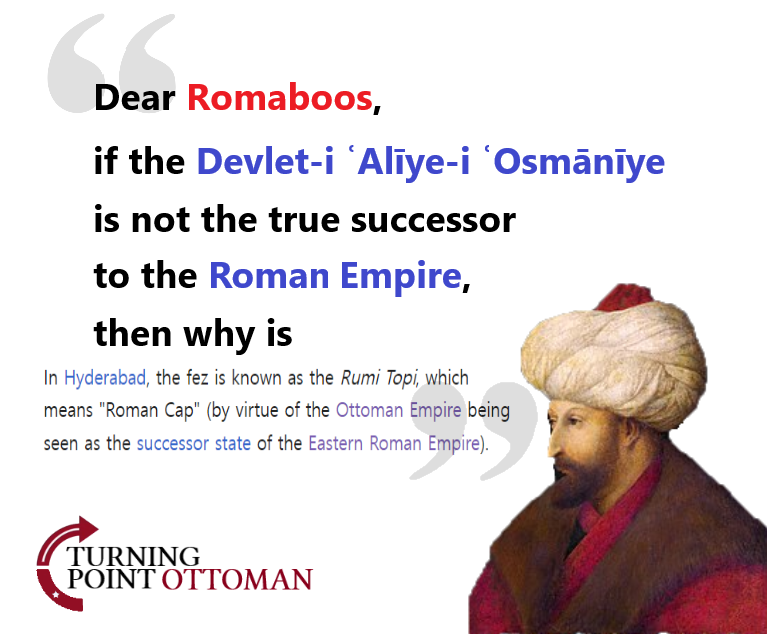 Dear Romaboos,
if the Devlet-i ʿAlīye-i ʿOsmānīye
is not the true successor
to the Roman Empire,
then why is
In Hyderabad, the fez is known as the Rumi Topi, which
means "Roman Cap" (by virtue of the Ottoman Empire being
seen as the successor state of the Eastern Roman Empire).
TURNING
POINT OTTOMAN